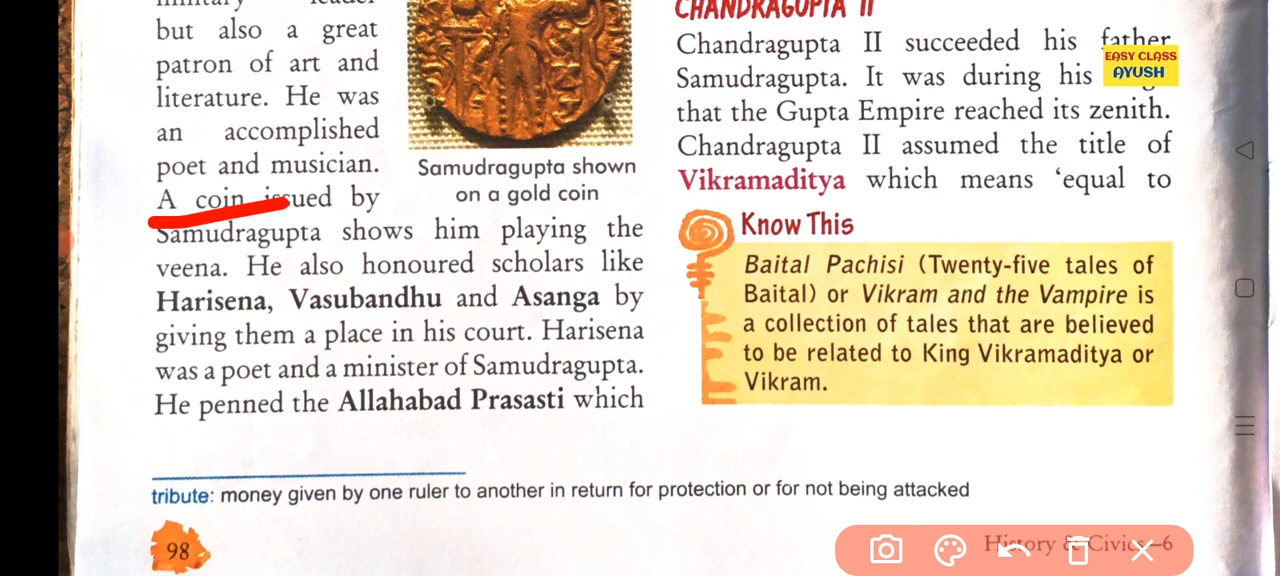 but also a great
patron of art and
literature. He was
an accomplished
poet and musician.
A coin issued by
Samudragupta shows him playing the
veena. He also honoured scholars like
Harisena, Vasubandhu and Asanga by
giving them a place in his court. Harisena
was a poet and a minister of Samudragupta.
He penned the Allahabad Prasasti which
Samudragupta shown
on a gold coin
CHANDRAGUPTA II
Chandragupta II succeeded his father
Samudragupta. It was during his
that the Gupta Empire reached its zenith.
Chandragupta II assumed the title of
Vikramaditya which means ‘equal to
EASY CLASS
AYUSH
Know This
Baital Pachisi (Twenty-five tales of
Baital) or Vikram and the Vampire is
a collection of tales that are believed
to be related to King Vikramaditya or
Vikram.
tribute: money given by one ruler to another in return for protection or for not being attacked
98
History & Civics–6